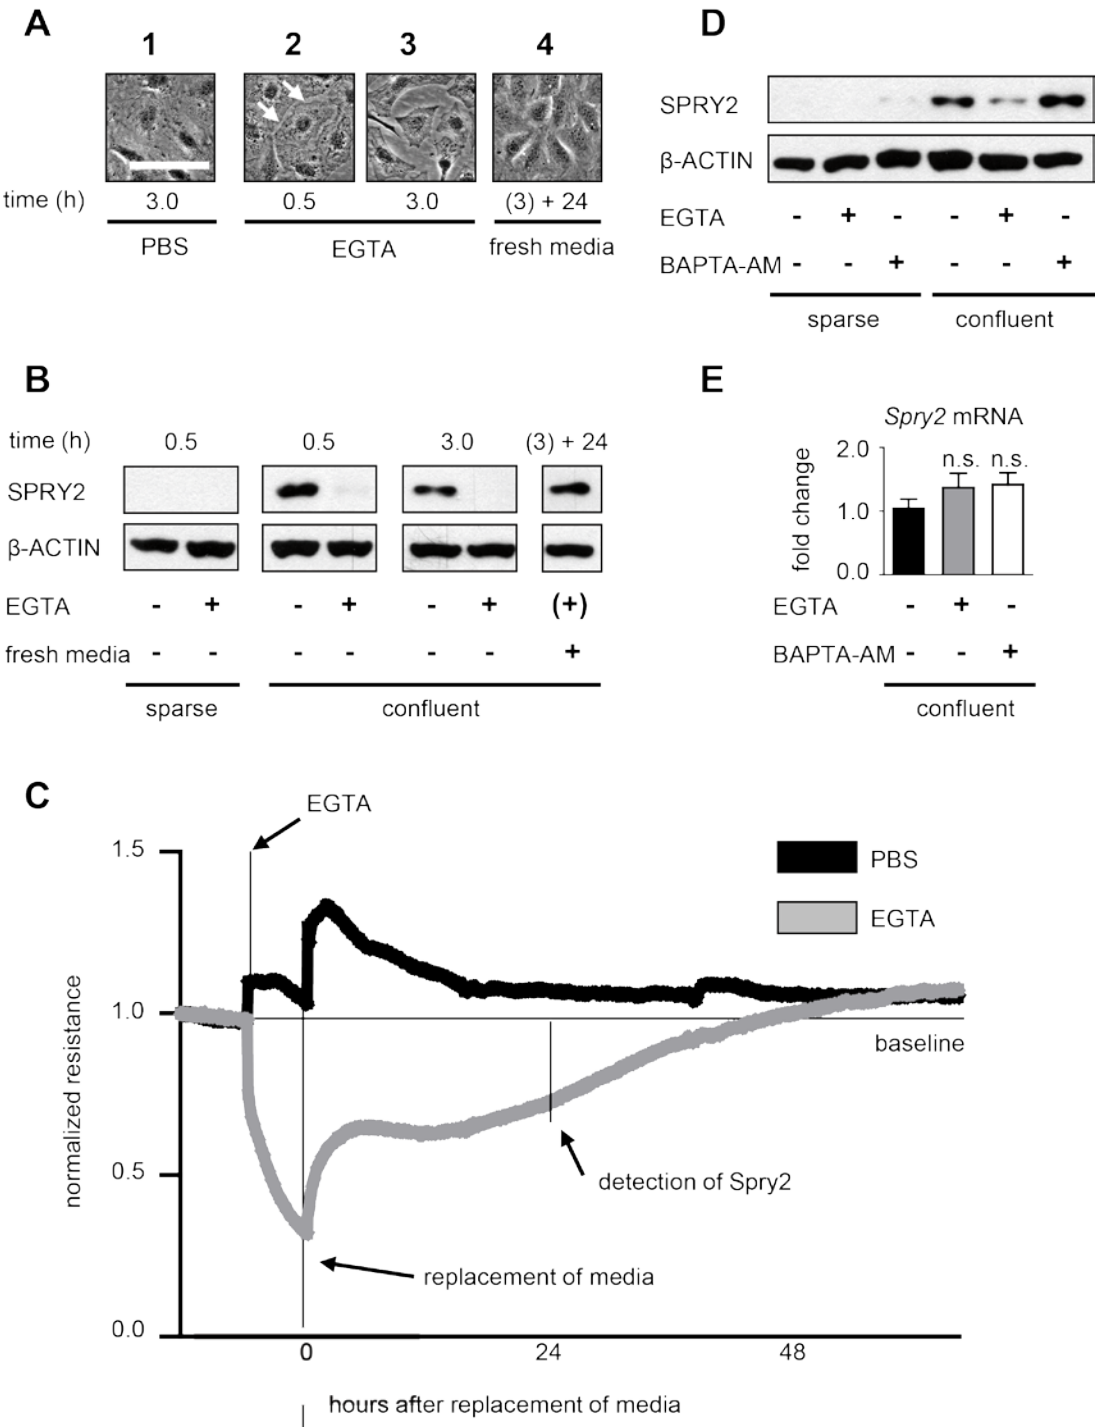 A
1 2 3 4
time (h) 3.0 0.5 3.0 (3) + 24
PBS EGTA fresh media
B
time (h) 0.5 0.5 3.0 (3) + 24
SPRY2
β-ACTIN
EGTA - + - + - + (+)
fresh media - - - - - - +
sparse confluent
C
EGTA
1.5
1.0
0.5
0.0
normalized resistance
PBS
EGTA
baseline
detection of Spry2
replacement of media
0 24 48
hours after replacement of media
D
SPRY2
β-ACTIN
EGTA - + - - + -
BAPTA-AM - - + - - +
sparse confluent
E
Spry2 mRNA
2.0
1.0
0.0
fold change
n.s. n.s.
EGTA - + -
BAPTA-AM - - +
confluent